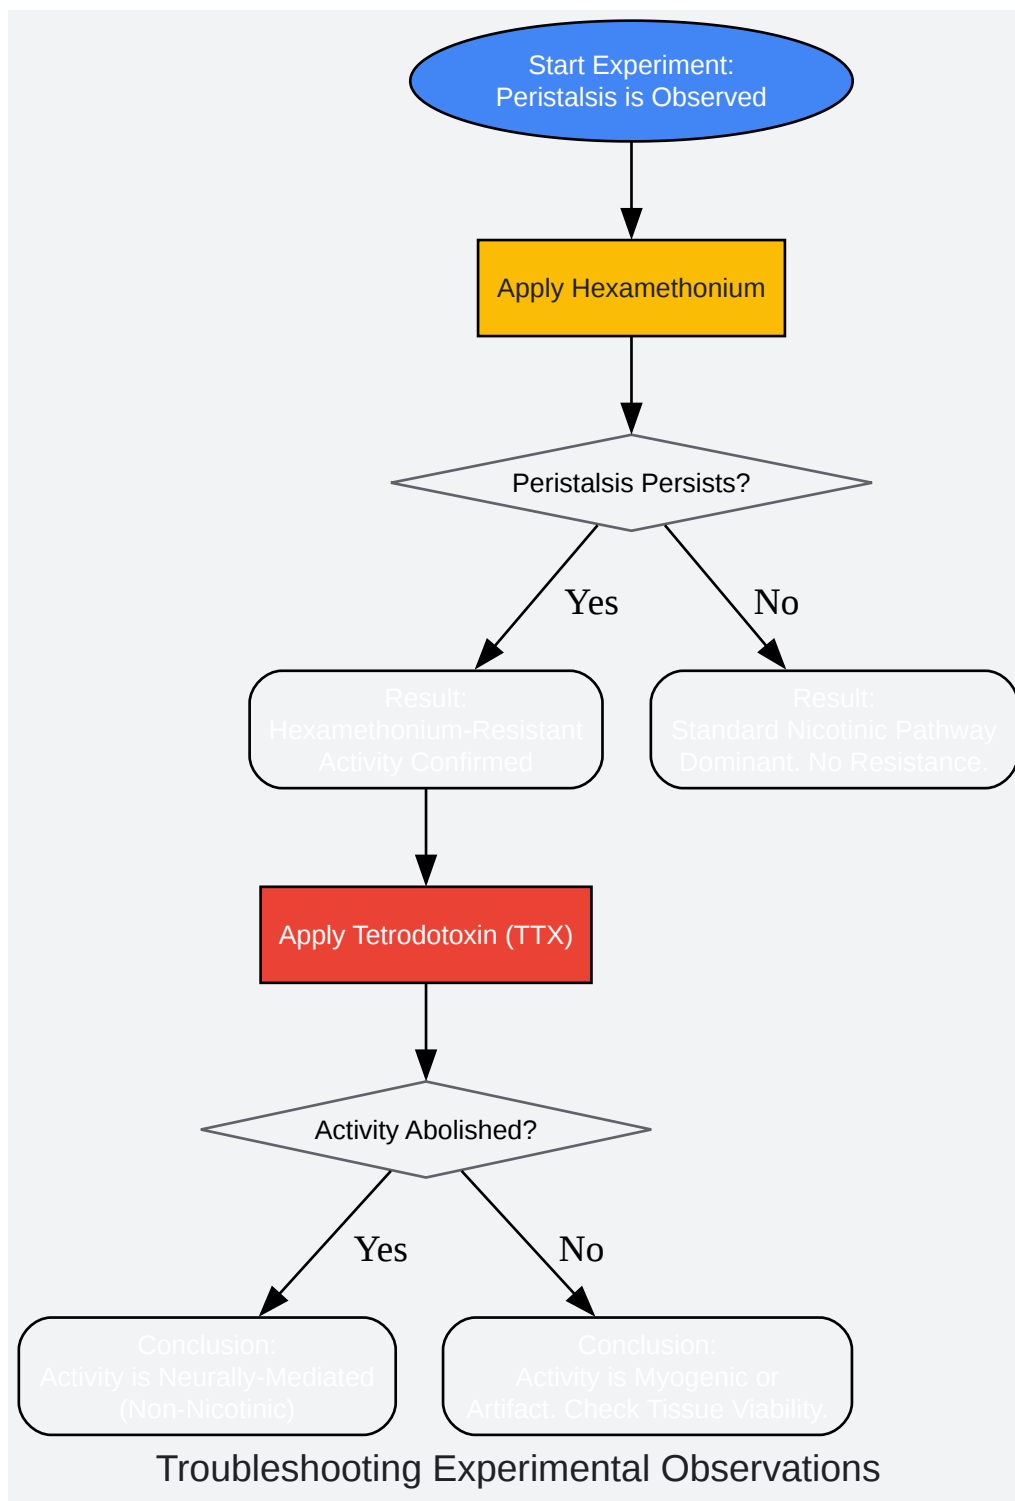 Start Experiment:
Peristalsis is Observed
Apply Hexamethonium
Peristalsis Persists?
Yes
No
Result:
Hexamethonium-Resistant
Activity Confirmed
Result:
Standard Nicotinic Pathway
Dominant. No Resistance.
Apply Tetrodotoxin (TTX)
Activity Abolished?
Yes
No
Conclusion:
Activity is Neurally-Mediated
(Non-Nicotinic)
Conclusion:
Activity is Myogenic or
Artifact. Check Tissue Viability.
Troubleshooting Experimental Observations